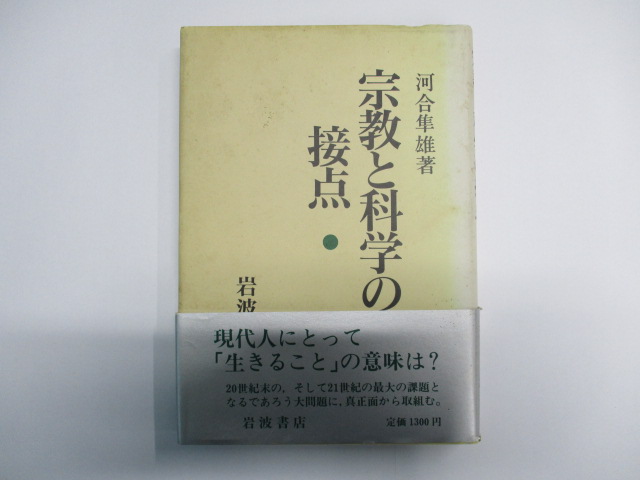 河合隼雄著
宗教と科学の
接点
岩波
現代人にとって
「生きること」の意味は?
20世紀末の，そして21世紀の最大の課題と
なるであろう大問題に，真正面から取組む。
岩波書店
定価1300円